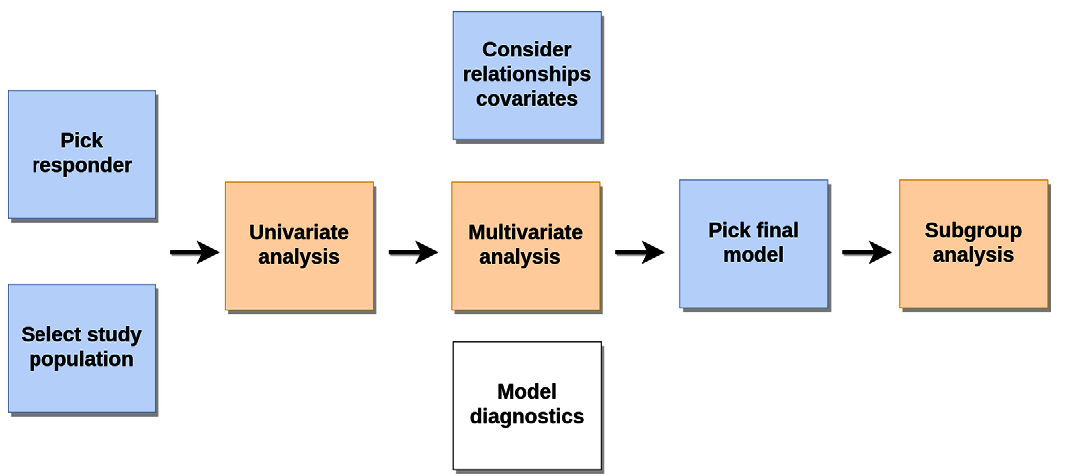 Pick
responder
Select study
population
Univariate
analysis
Consider
relationships
covariates
Multivariate
analysis
Model
diagnostics
Pick final
model
Subgroup
analysis